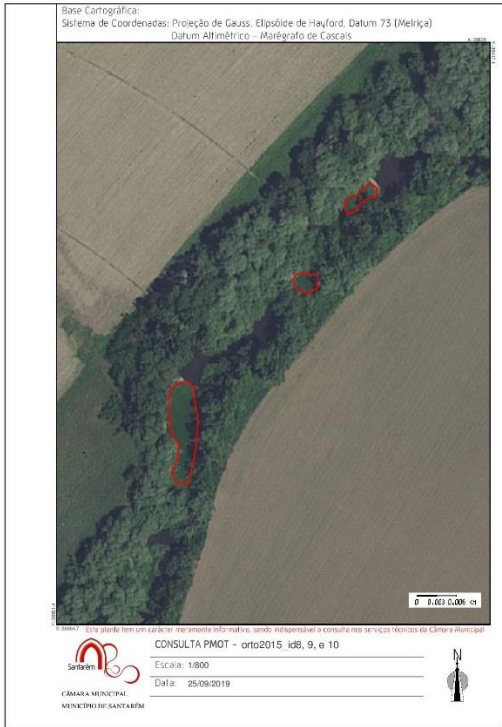 Base Cartográfica:
Sistema de Coordenadas: Projeção de Gauss, Elipsóide de Hayford, Datum 73 (Melriça)
Datum Altimétrico - Marégrafo de Cascais
0 0.003 0.006 KM
Esta planta tem um carácter meramente informativo, sendo indispensável a consulta nos serviços técnicos da Câmara Municipal
CONSULTA PMOT - orto2015_id8, 9, e 10
Santarém
Escala: 1/800
Data: 25/09/2019
CÂMARA MUNICIPAL
MUNICÍPIO DE SANTARÉM
N